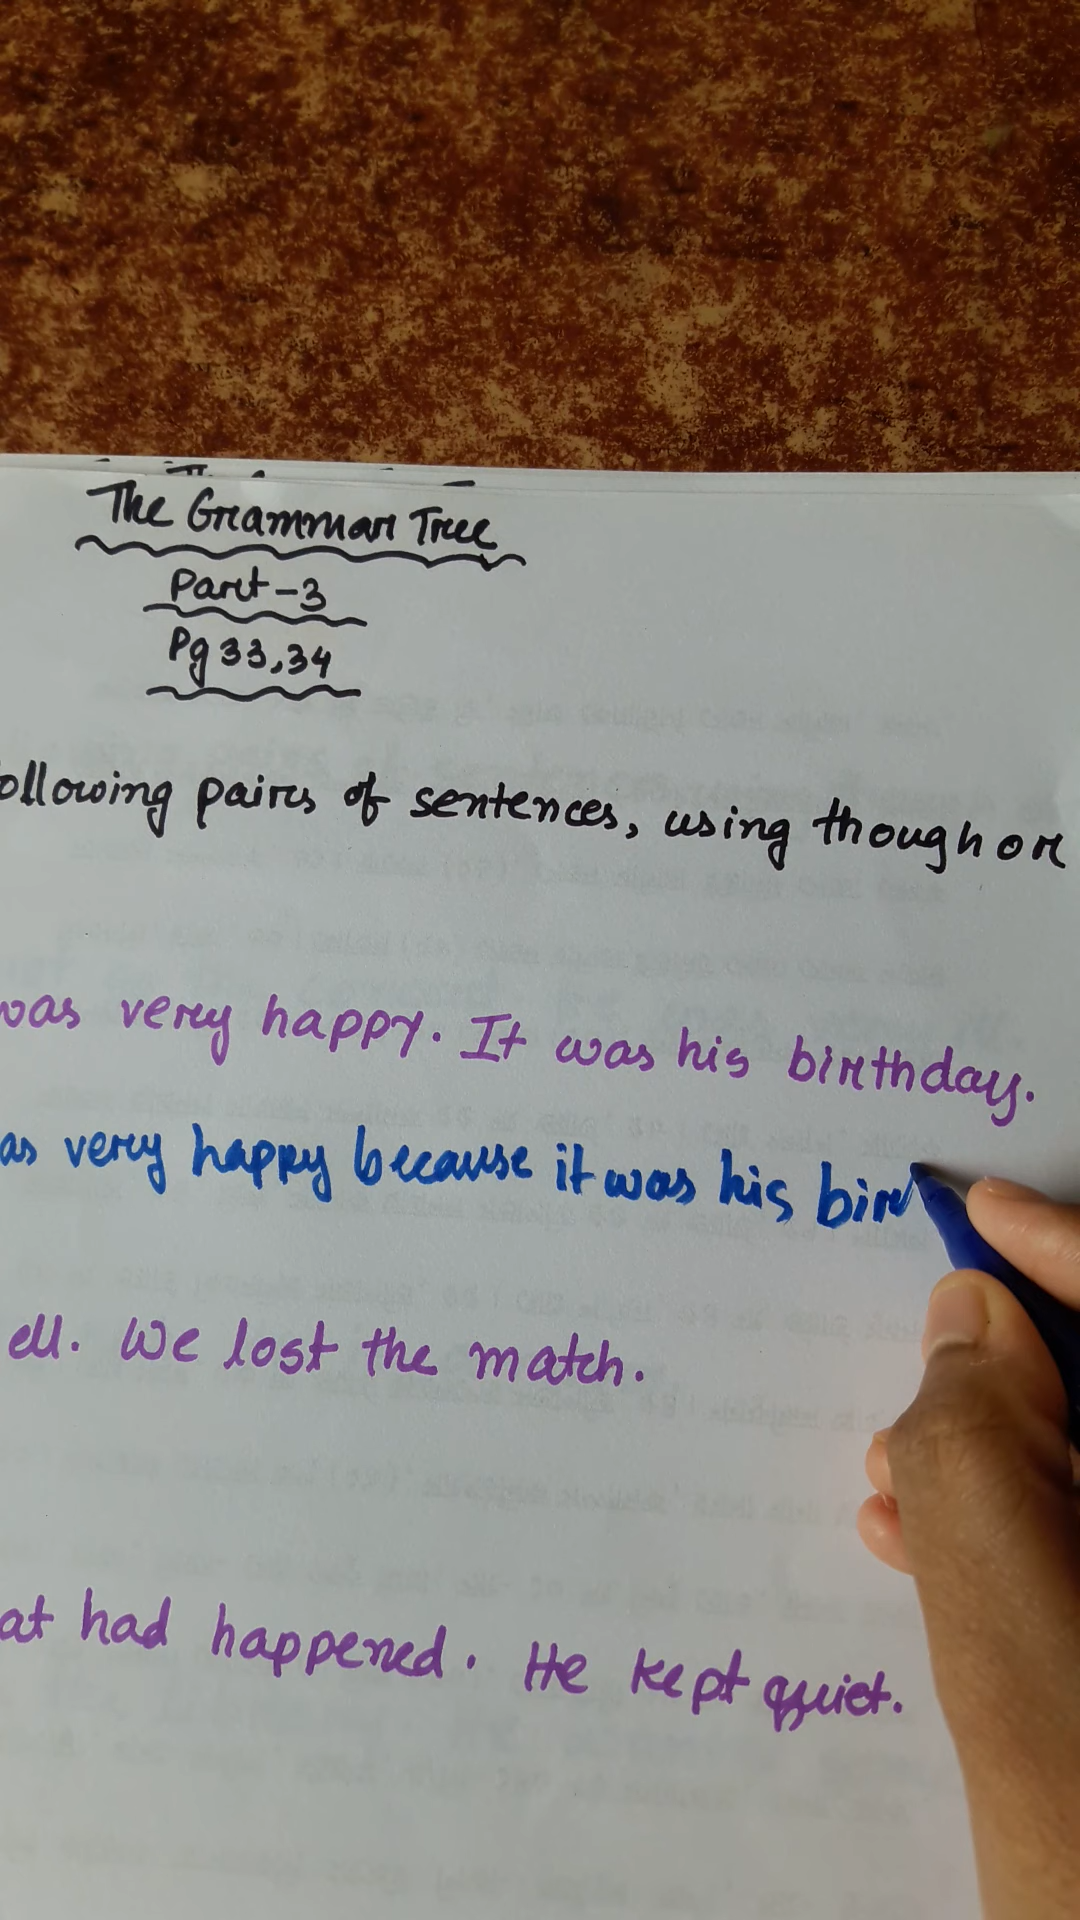 The Grammar Tree
Part-3
Pg 33,34
ollowing pairs of sentences, using though or
was very happy. It was his birthday.
as very happy because it was his bir
ell. We lost the match.
at had happened. He kept quiet.